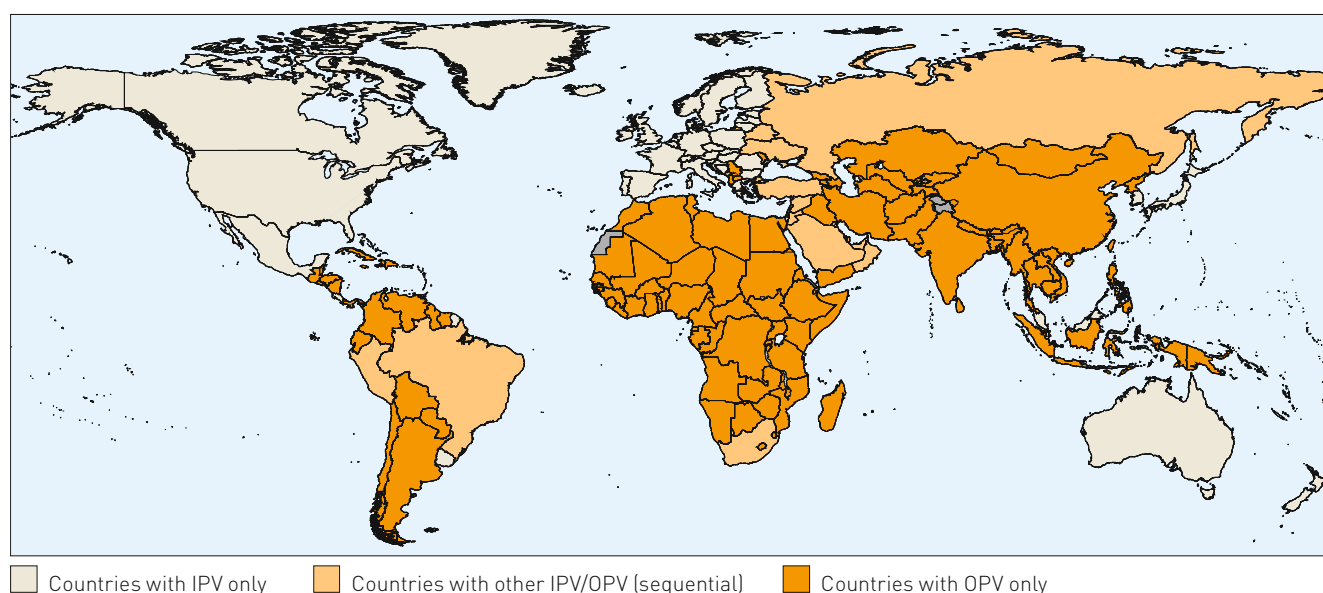 Countries with IPV only
Countries with other IPV/OPV (sequential)
Countries with OPV only